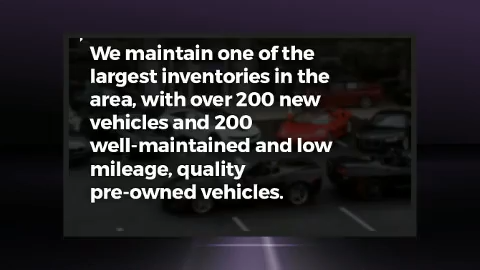 We maintain one of the
largest inventories in the
area, with over 200 new
vehicles and 200
well-maintained and low
mileage, quality
pre-owned vehicles.